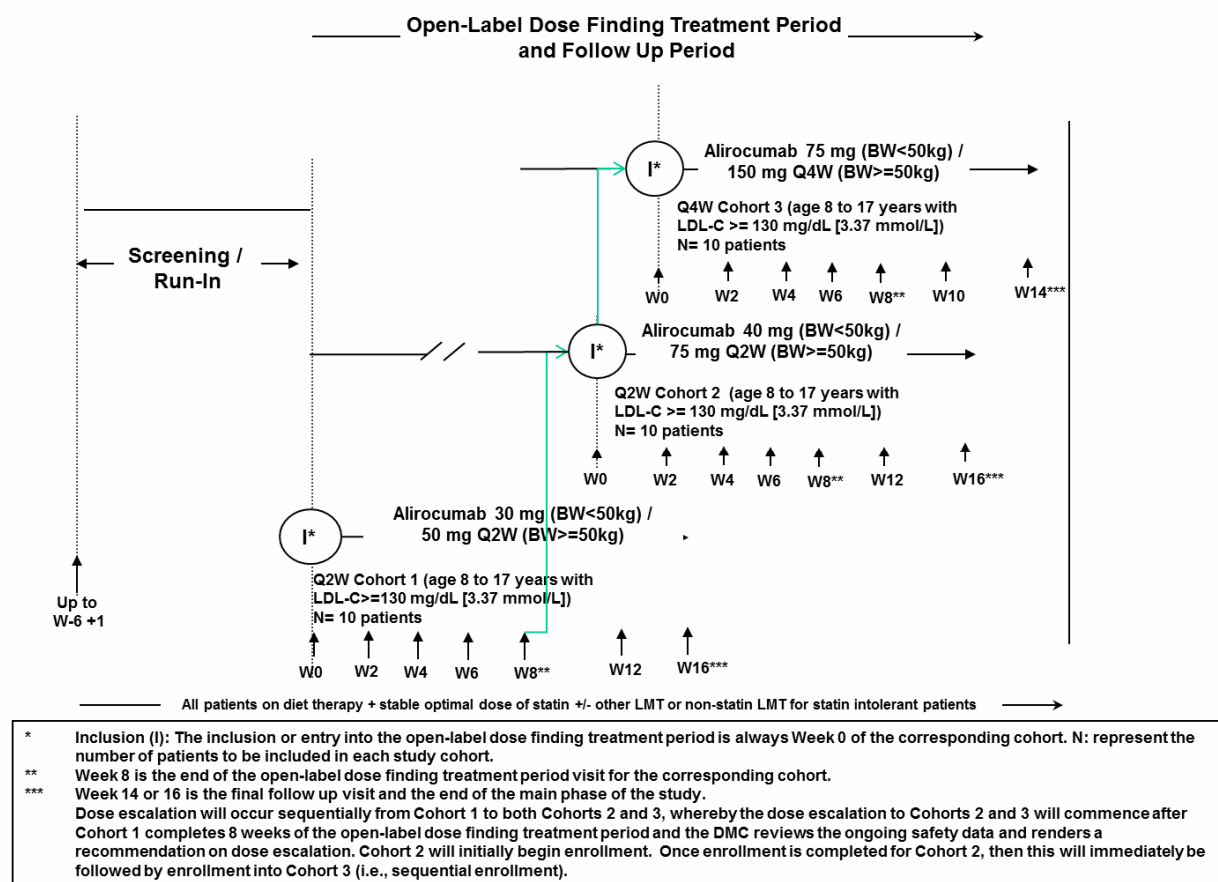 Open-Label Dose Finding Treatment Period
and Follow Up Period
I*
Alirocumab 75 mg (BW<50kg) /
150 mg Q4W (BW>=50kg)
Q4W Cohort 3 (age 8 to 17 years with
LDL-C >= 130 mg/dL [3.37 mmol/L])
N= 10 patients
W0 W2 W4 W6 W8** W10 W14***
Screening /
Run-In
I*
Alirocumab 40 mg (BW<50kg) /
75 mg Q2W (BW>=50kg)
Q2W Cohort 2 (age 8 to 17 years with
LDL-C >= 130 mg/dL [3.37 mmol/L])
N= 10 patients
W0 W2 W4 W6 W8** W12 W16***
I*
Alirocumab 30 mg (BW<50kg) /
50 mg Q2W (BW>=50kg)
Q2W Cohort 1 (age 8 to 17 years with
LDL-C>=130 mg/dL [3.37 mmol/L])
N= 10 patients
W0 W2 W4 W6 W8** W12 W16***
Up to
W-6 +1
All patients on diet therapy + stable optimal dose of statin +/- other LMT or non-statin LMT for statin intolerant patients
* Inclusion (I): The inclusion or entry into the open-label dose finding treatment period is always Week 0 of the corresponding cohort. N: represent the
number of patients to be included in each study cohort.
** Week 8 is the end of the open-label dose finding treatment period visit for the corresponding cohort.
*** Week 14 or 16 is the final follow up visit and the end of the main phase of the study.
Dose escalation will occur sequentially from Cohort 1 to both Cohorts 2 and 3, whereby the dose escalation to Cohorts 2 and 3 will commence after
Cohort 1 completes 8 weeks of the open-label dose finding treatment period and the DMC reviews the ongoing safety data and renders a
recommendation on dose escalation. Cohort 2 will initially begin enrollment. Once enrollment is completed for Cohort 2, then this will immediately be
followed by enrollment into Cohort 3 (i.e., sequential enrollment).